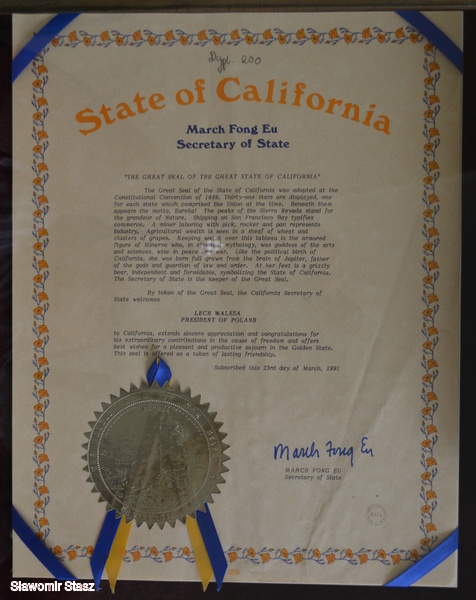 Dypl. 200
State of California
March Fong Eu
Secretary of State
"THE GREAT SEAL OF THE GREAT STATE OF CALIFORNIA"
The Great Seal of the State of California was adopted at the
Constitutional Convention of 1849. Thirty-one stars are displayed, one
for each state which comprised the Union at the time. Beneath them
appears the motto, Eureka! The peaks of the Sierra Nevada stand for
the grandeur of Nature. Shipping on San Francisco Bay typifies
commerce. A miner laboring with pick, rocker and pan represents
industry. Agricultural wealth is seen in a sheaf of wheat and
clusters of grapes. Keeping watch over this tableau is the armored
figure of Minerva who, in mythology, was goddess of the arts
and sciences, wise in peace war. Like the political birth of
California, she was born full grown from the brain of Jupiter, father
of the gods and guardian of law and order. At her feet is a grizzly
bear, independent and formidable, symbolizing the State of California.
The Secretary of State is the keeper of the Great Seal.
By token of the Great Seal, the California Secretary of
State welcomes
LECH WALESA
PRESIDENT OF POLAND
to California, extends sincere appreciation and congratulations for
his extraordinary contributions in the cause of freedom and offers
best wishes for a pleasant and productive sojourn in the Golden State.
This seal is offered as a token of lasting friendship.
Subscribed this 23rd day of March, 1991
March Fong Eu
MARCH FONG EU
Secretary of State
Sławomir Stasz